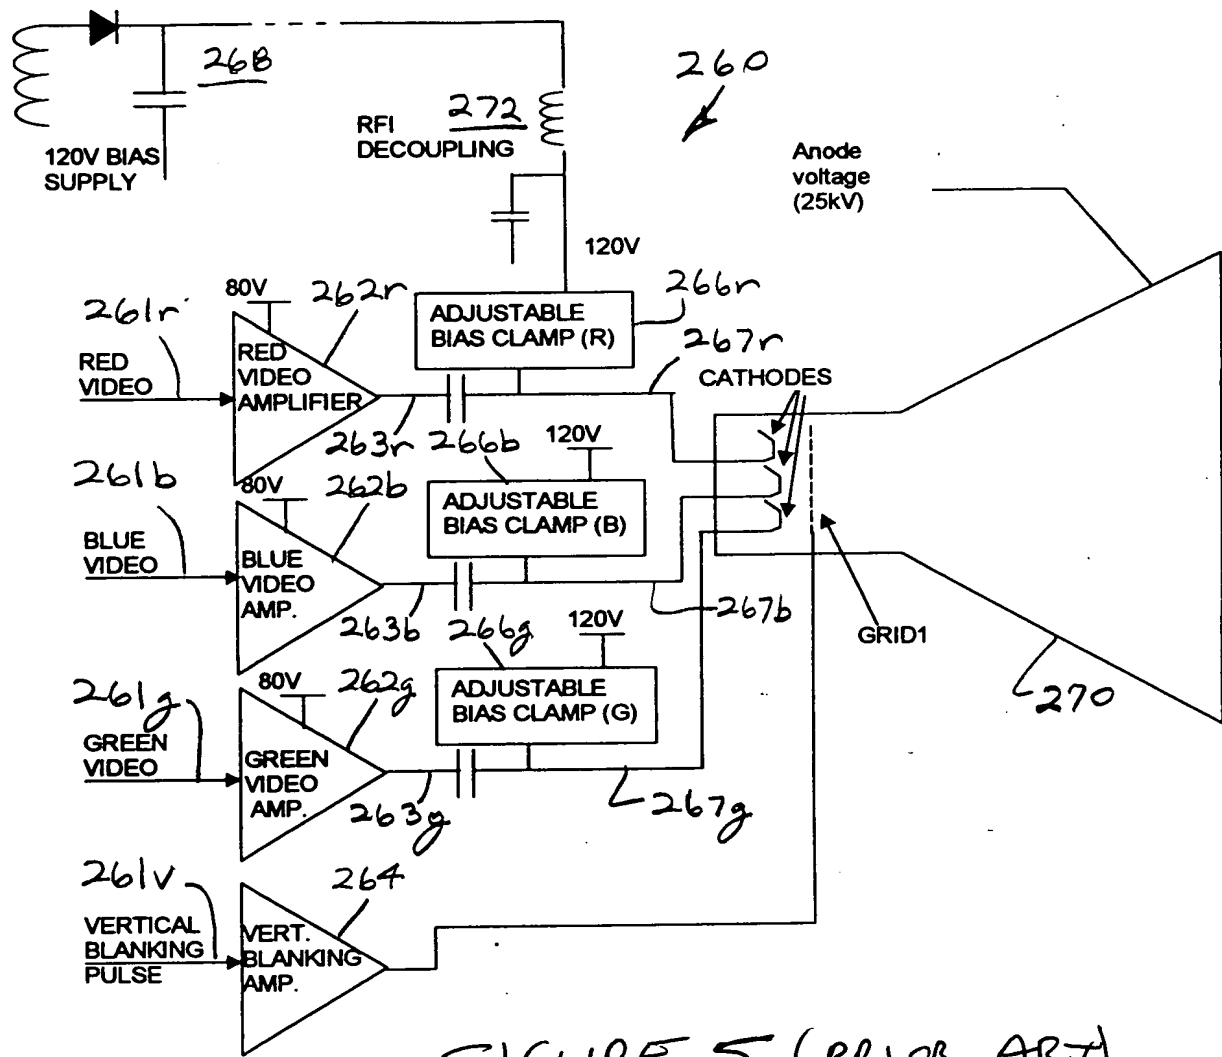 268
260
272
RFI
DECOUPLING
120V BIAS
SUPPLY
Anode
voltage
(25kV)
120V
80V
262r
266r
261r
ADJUSTABLE
BIAS CLAMP (R)
RED
VIDEO
RED
VIDEO
AMPLIFIER
267r
CATHODES
263r
266b
120V
261b
80V
262b
ADJUSTABLE
BIAS CLAMP (B)
BLUE
VIDEO
BLUE
VIDEO
AMP.
263b
266g
120V
267b
GRID1
261g
80V
262g
ADJUSTABLE
BIAS CLAMP (G)
270
GREEN
VIDEO
GREEN
VIDEO
AMP.
263g
267g
261v
264
VERTICAL
BLANKING
PULSE
VERT.
BLANKING
AMP.
FIGURE 5 (PRIOR ART)